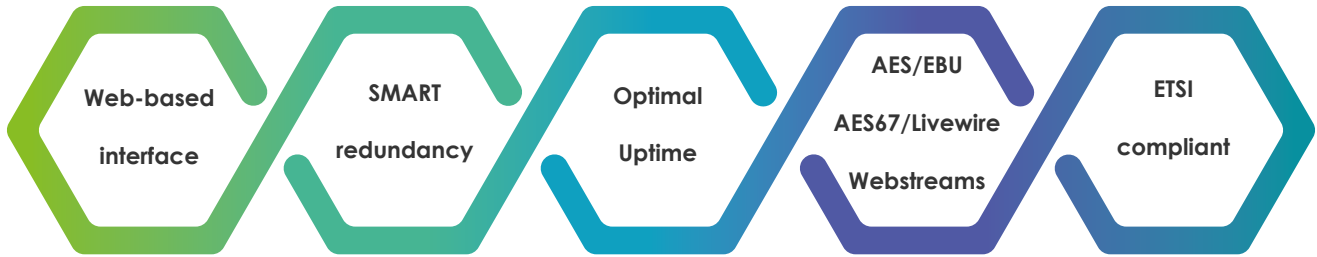 Web-based
interface
SMART
redundancy
Optimal
Uptime
AES/EBU
AES67/Livewire
Webstreams
ETSI
compliant